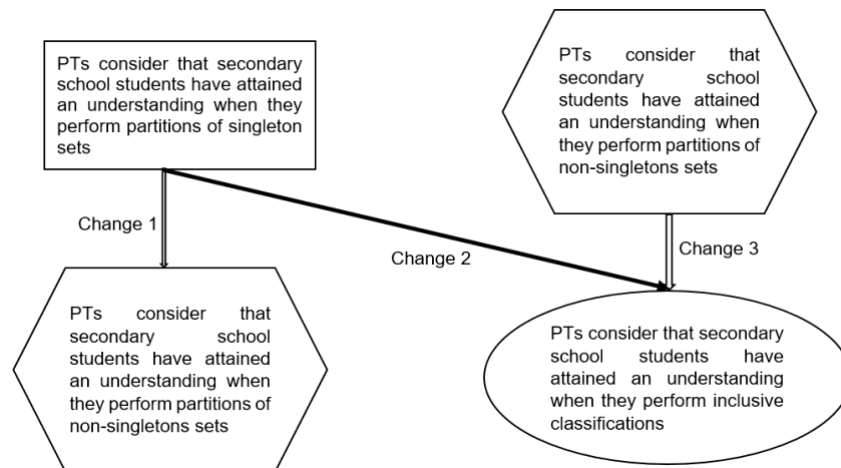 PTs consider that secondary
school students have attained
an understanding when they
perform partitions of singleton
sets
PTs consider that
secondary school
students have attained
an understanding when
they perform partitions of
non-singletons sets
Change 1
Change 2
Change 3
PTs consider that
secondary school
students have attained
an understanding when
they perform partitions of
non-singletons sets
PTs consider that secondary
school students have
attained an understanding
when they perform inclusive
classifications